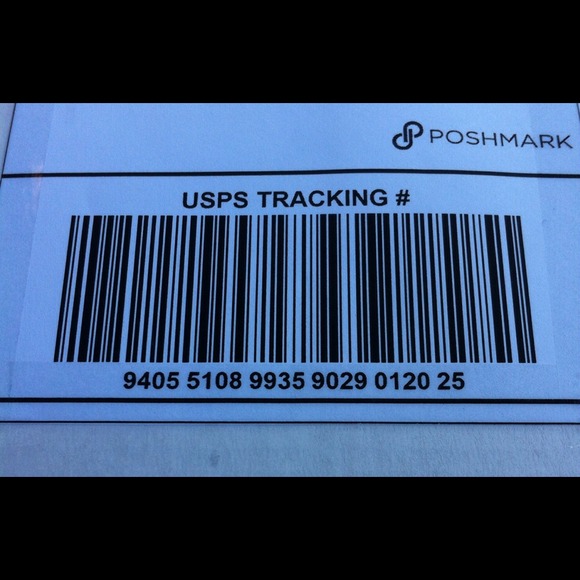 POSHMARK
USPS TRACKING #
9405 5108 9935 9029 0120 25